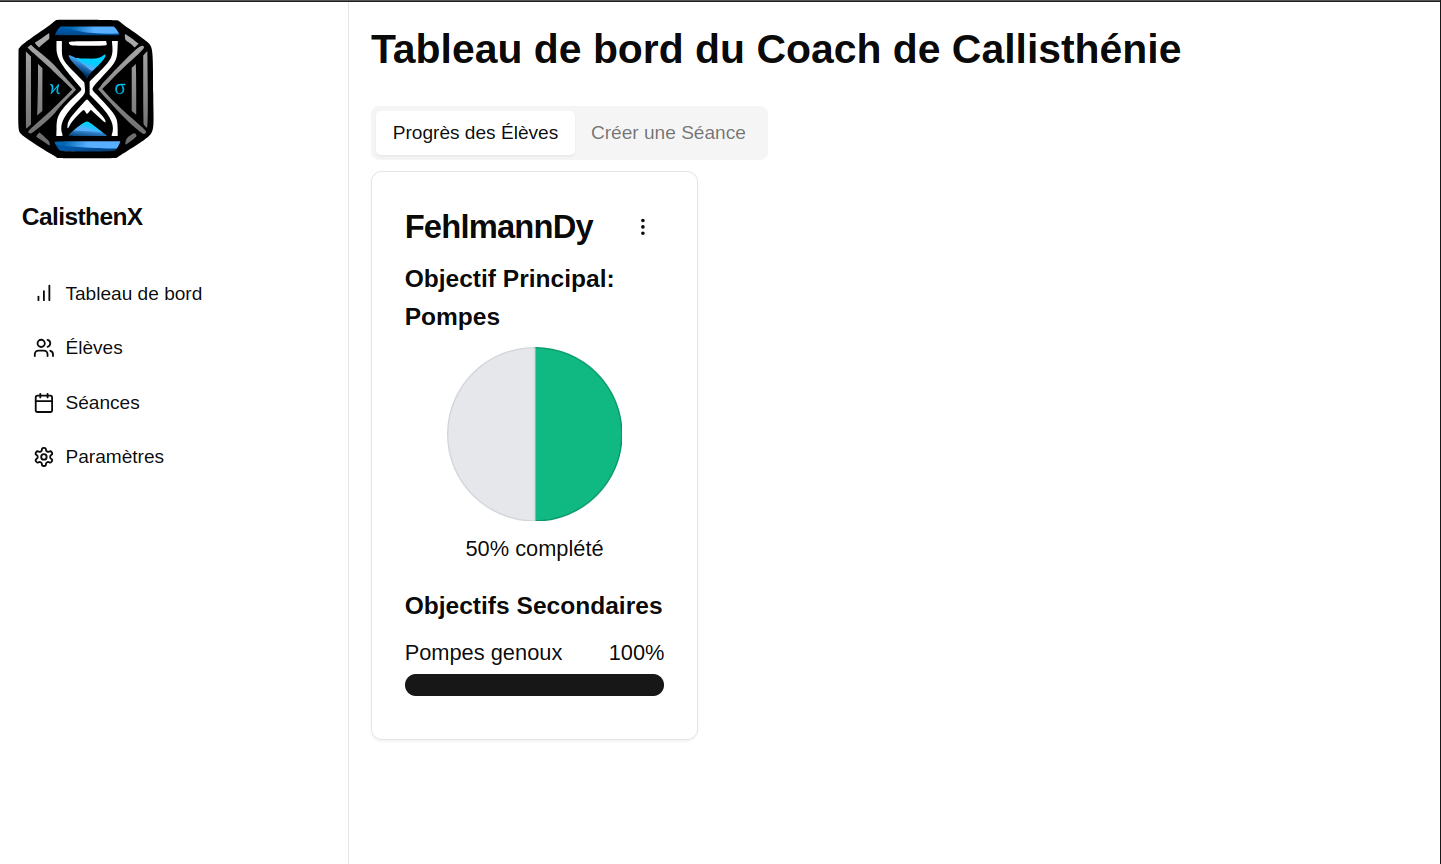 ϰ σ
CalisthenX
Tableau de bord
Élèves
Séances
Paramètres
Tableau de bord du Coach de Callisthénie
Progrès des Élèves Créer une Séance
FehlmannDy
Objectif Principal:
Pompes
50% complété
Objectifs Secondaires
Pompes genoux 100%